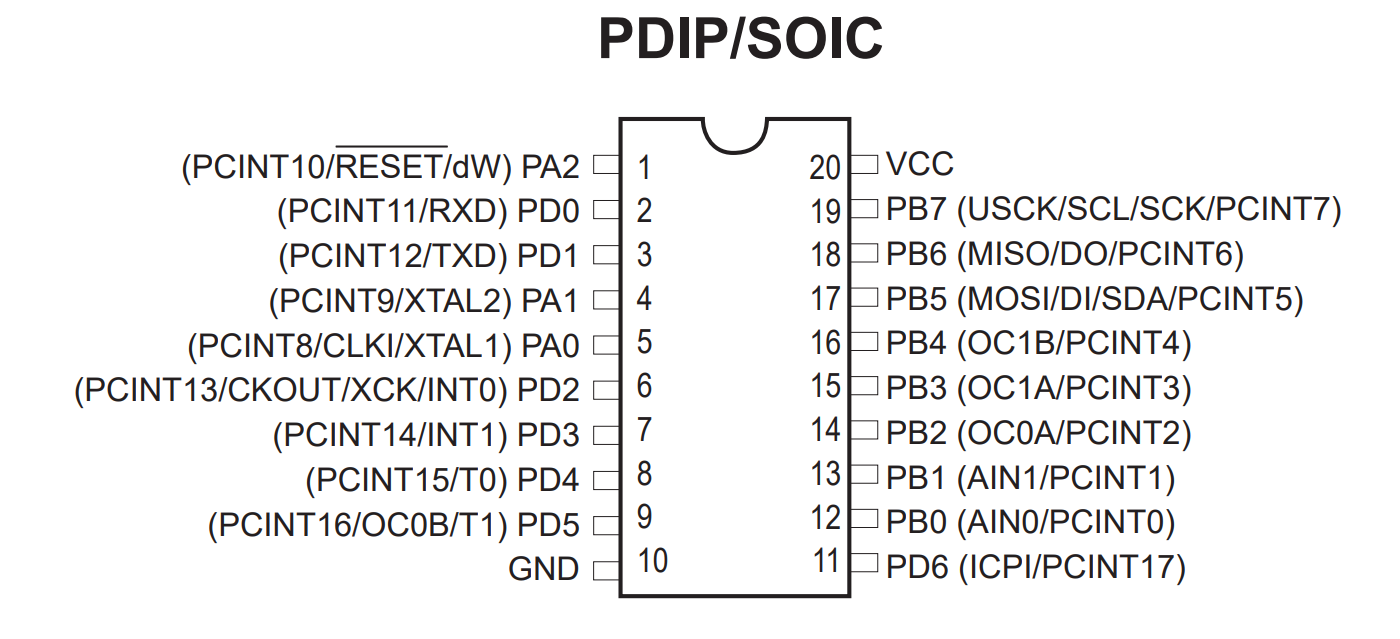 PDIP/SOIC
(PCINT10/RESET/dW) PA2 1 20 VCC
(PCINT11/RXD) PD0 2 19 PB7 (USCK/SCL/SCK/PCINT7)
(PCINT12/TXD) PD1 3 18 PB6 (MISO/DO/PCINT6)
(PCINT9/XTAL2) PA1 4 17 PB5 (MOSI/DI/SDA/PCINT5)
(PCINT8/CLKI/XTAL1) PA0 5 16 PB4 (OC1B/PCINT4)
(PCINT13/CKOUT/XCK/INT0) PD2 6 15 PB3 (OC1A/PCINT3)
(PCINT14/INT1) PD3 7 14 PB2 (OC0A/PCINT2)
(PCINT15/T0) PD4 8 13 PB1 (AIN1/PCINT1)
(PCINT16/OC0B/T1) PD5 9 12 PB0 (AIN0/PCINT0)
GND 10 11 PD6 (ICPI/PCINT17)